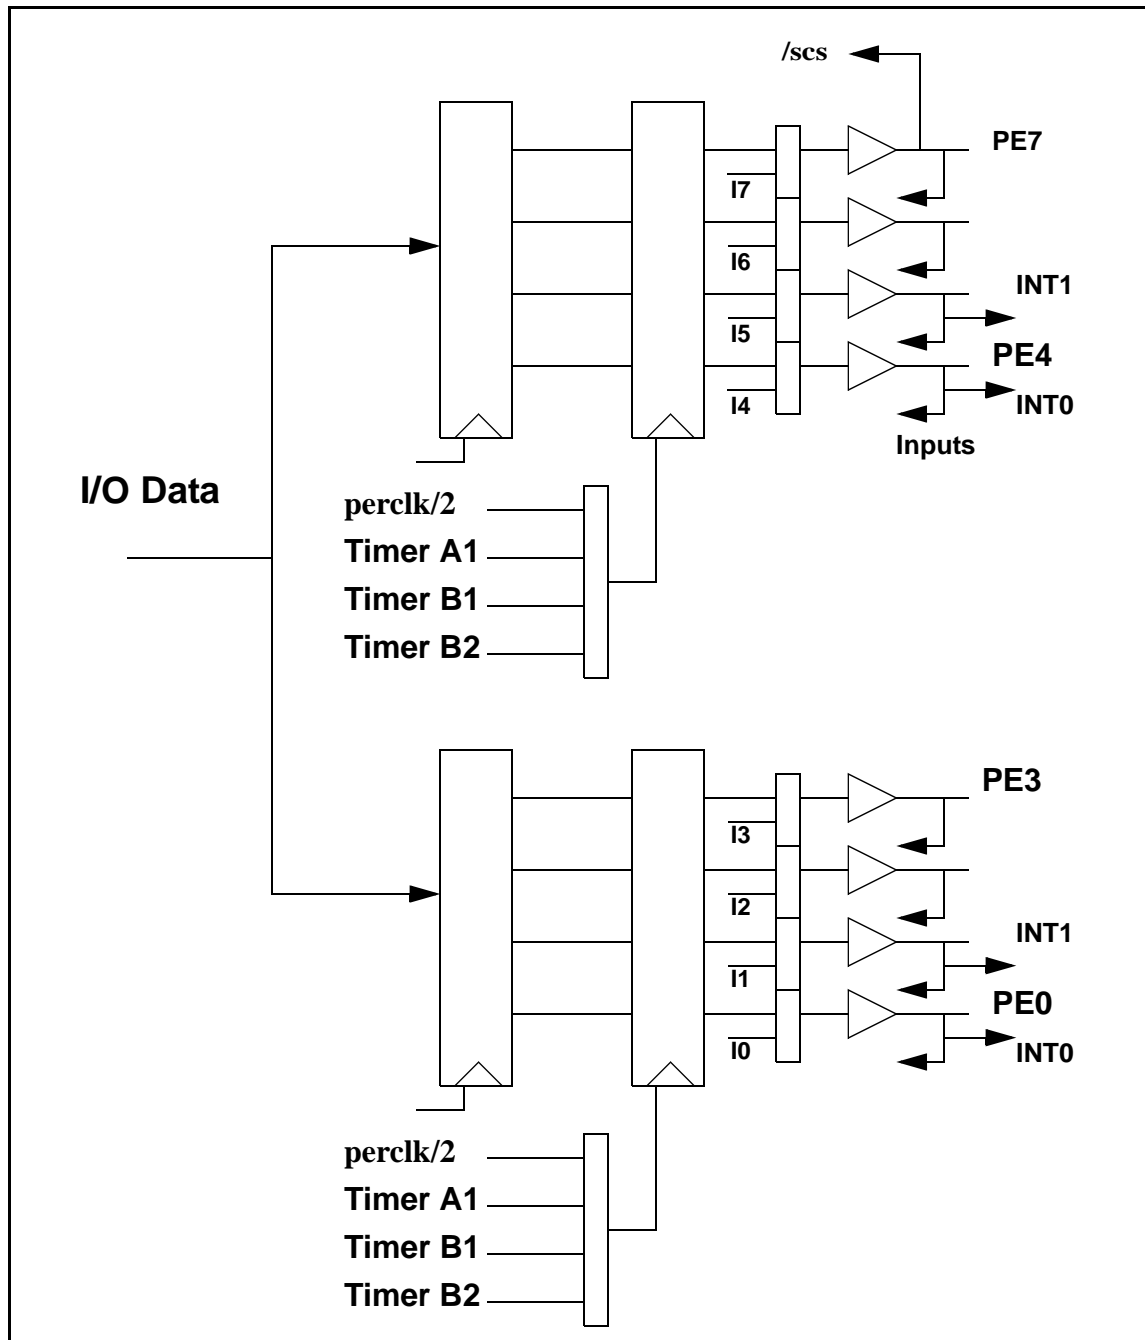 /scs
PE7
I7
I6
INT1
I5
PE4
I4
INT0
Inputs
I/O Data
perclk/2
Timer A1
Timer B1
Timer B2
PE3
I3
I2
INT1
I1
PE0
I0
INT0
perclk/2
Timer A1
Timer B1
Timer B2